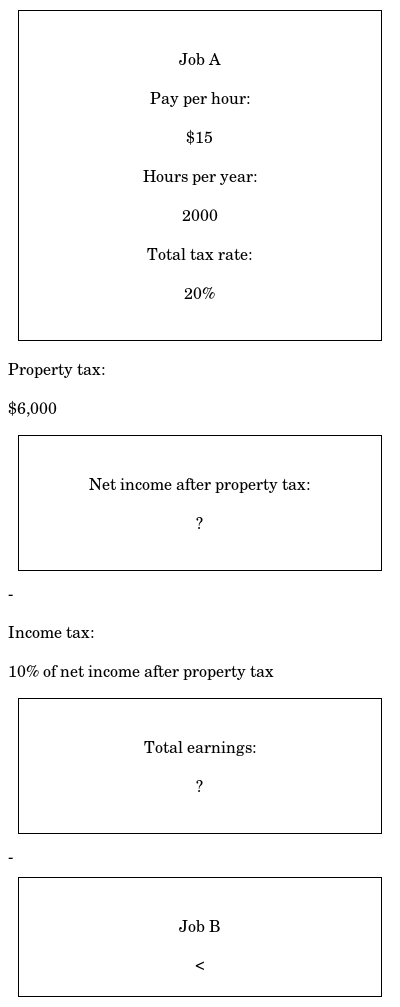 Job A
Pay per hour:
$15
Hours per year:
2000
Total tax rate:
20%
Property tax:
$6,000
Net income after property tax:
?
-
Income tax:
10% of net income after property tax
Total earnings:
?
-
Job B
<